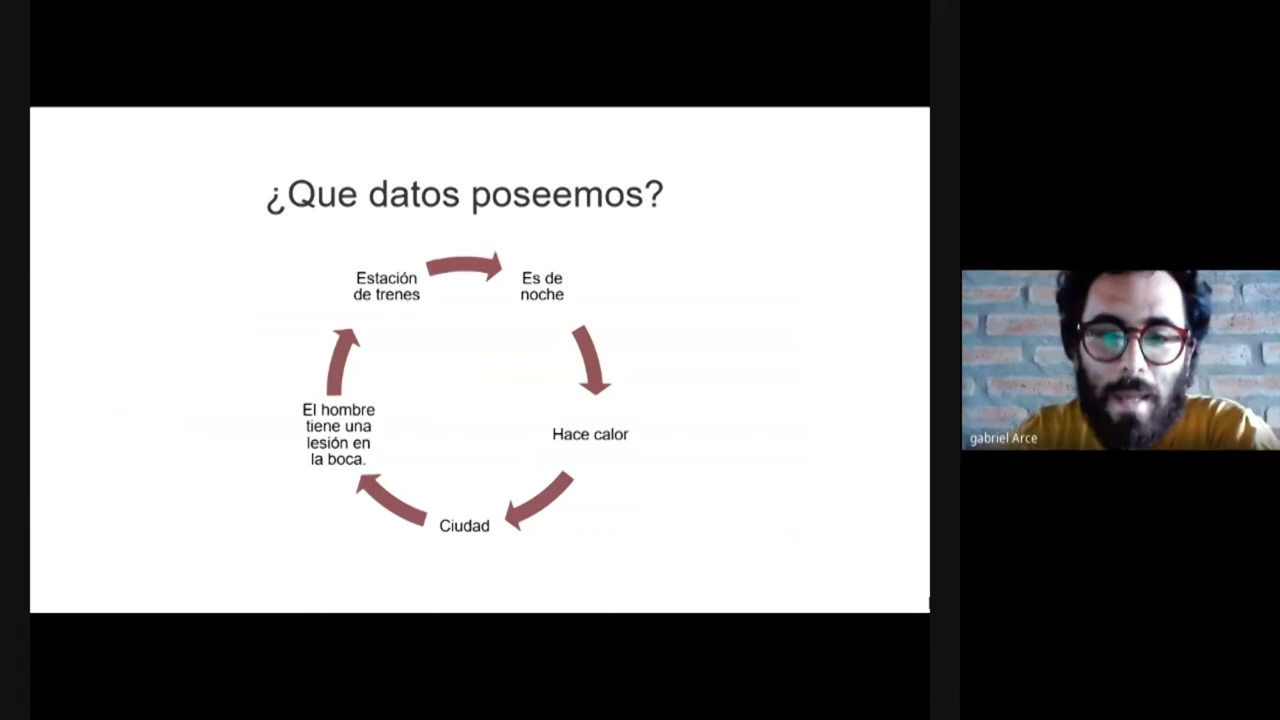 ¿Que datos poseemos?
Estación
de trenes
Es de
noche
Hace calor
Ciudad
El hombre
tiene una
lesión en
la boca.
gabriel Arce